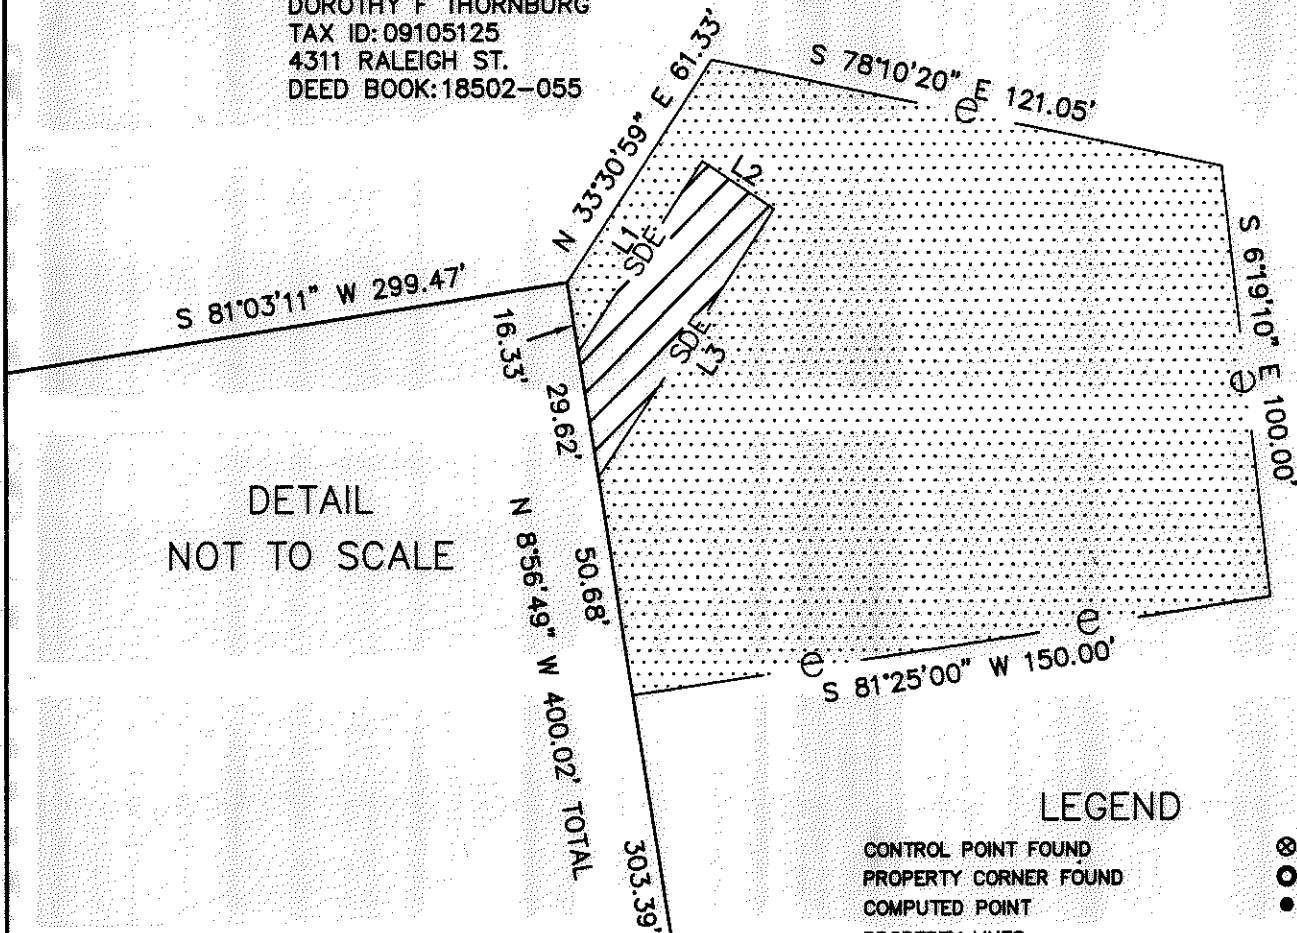 DOROTHY F THORNBURG
TAX ID: 09105125
4311 RALEIGH ST.
DEED BOOK: 18502-055
N 33°30'59" E 61.33'
S 78°10'20" E 121.05'
e
L2
L1
SDE
S 6°19'10" E 100.00'
e
S 81°03'11" W 299.47'
16.33'
SDE
L3
29.62'
DETAIL
NOT TO SCALE
N 8°56'49" W 400.02' TOTAL
50.68'
e
e
S 81°25'00" W 150.00'
303.39'
LEGEND
CONTROL POINT FOUND
PROPERTY CORNER FOUND
COMPUTED POINT